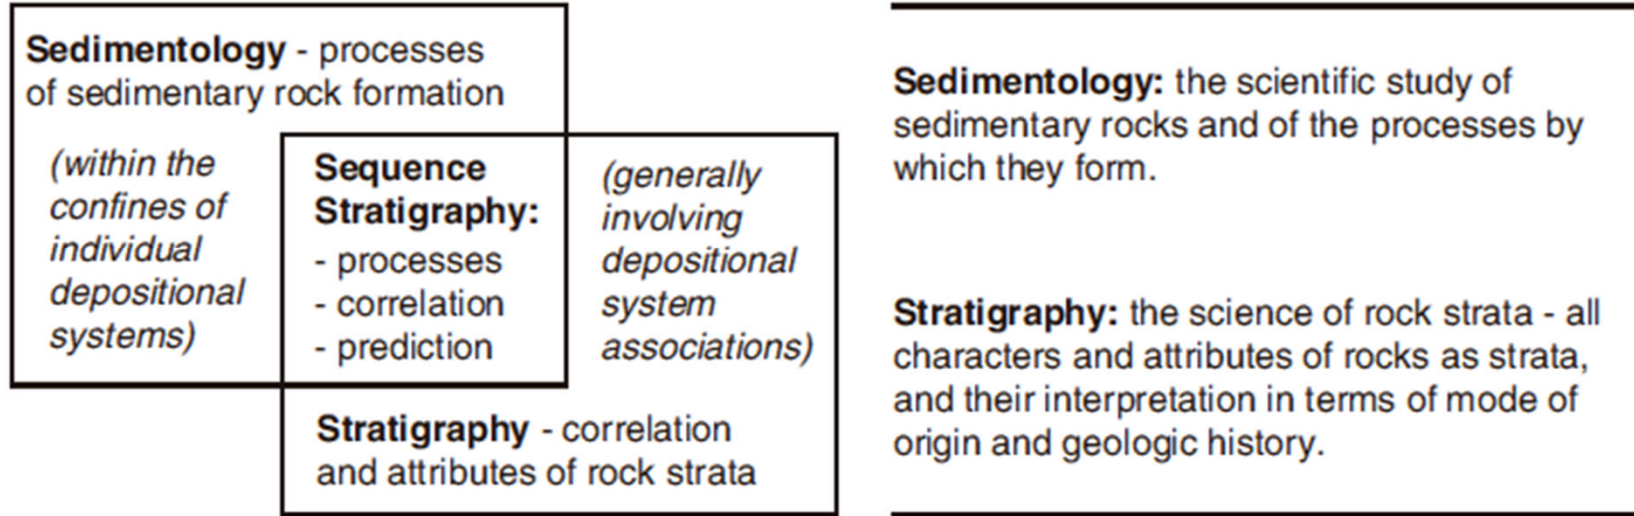 Sedimentology - processes
of sedimentary rock formation
(within the
confines of
individual
depositional
systems)
Sequence
Stratigraphy:
- processes
- correlation
- prediction
(generally
involving
depositional
system
associations)
Stratigraphy - correlation
and attributes of rock strata
Sedimentology: the scientific study of
sedimentary rocks and of the processes by
which they form.
Stratigraphy: the science of rock strata - all
characters and attributes of rocks as strata,
and their interpretation in terms of mode of
origin and geologic history.